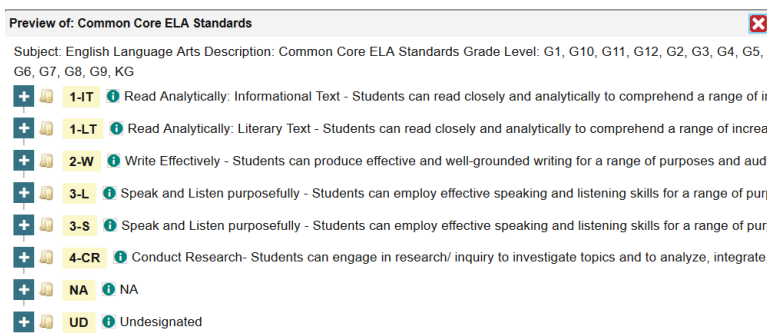 Preview of: Common Core ELA Standards
Subject: English Language Arts Description: Common Core ELA Standards Grade Level: G1, G10, G11, G12, G2, G3, G4, G5,
G6, G7, G8, G9, KG
1-IT Read Analytically: Informational Text - Students can read closely and analytically to comprehend a range of
1-LT Read Analytically: Literary Text - Students can read closely and analytically to comprehend a range of increa
2-W Write Effectively - Students can produce effective and well-grounded writing for a range of purposes and aud
3-L Speak and Listen purposefully - Students can employ effective speaking and listening skills for a range of pur
3-S Speak and Listen purposefully - Students can employ effective speaking and listening skills for a range of pur
4-CR Conduct Research- Students can engage in research/ inquiry to investigate topics and to analyze, integrate
NA NA
UD Undesignated